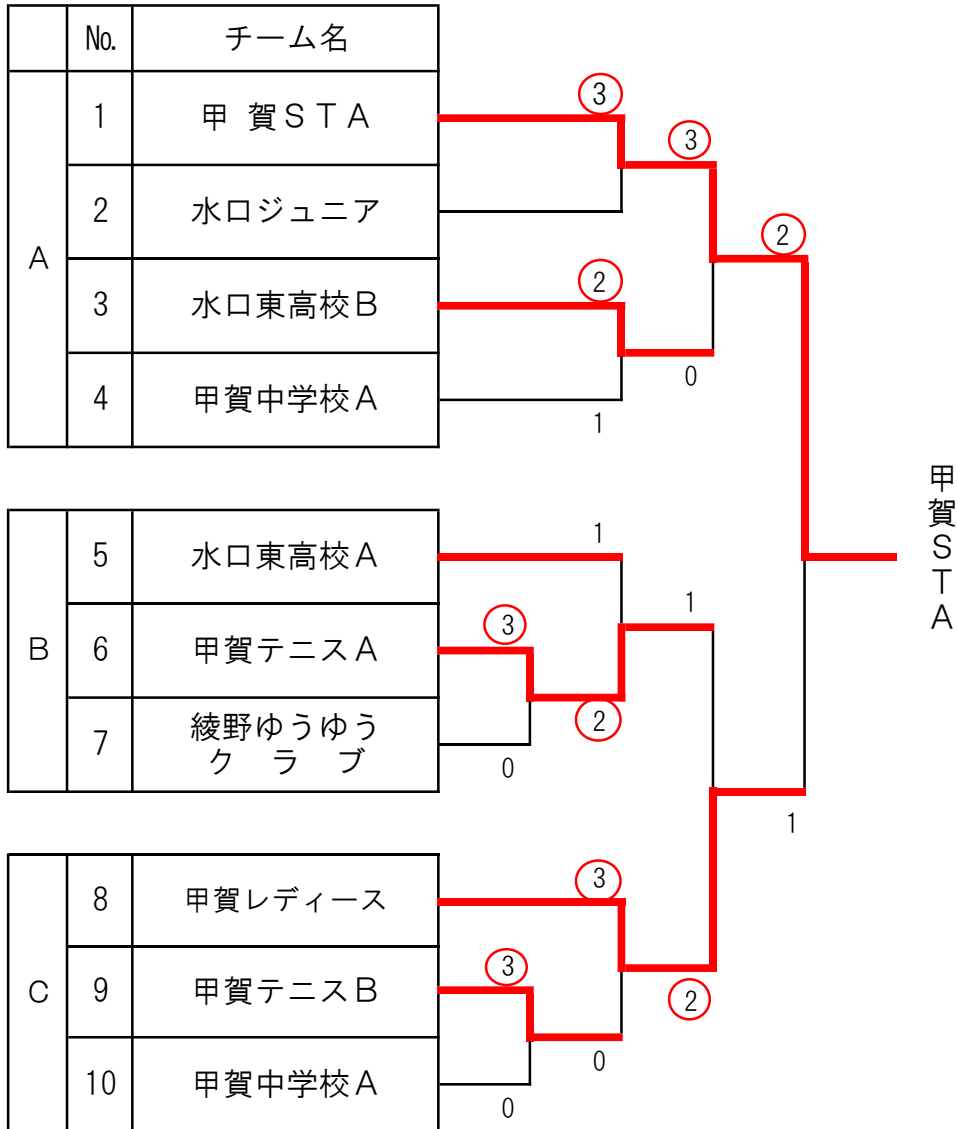 No. チーム名
A
1 甲 賀ＳＴＡ
2 水口ジュニア
3 水口東高校Ｂ
4 甲賀中学校Ａ
3
3
2
2
0
1
B
5 水口東高校Ａ
6 甲賀テニスＡ
7 綾野ゆうゆう
ク ラ ブ
1
3
1
2
0
1
甲賀ＳＴＡ
C
8 甲賀レディース
9 甲賀テニスＢ
10 甲賀中学校Ａ
3
3
2
0
0